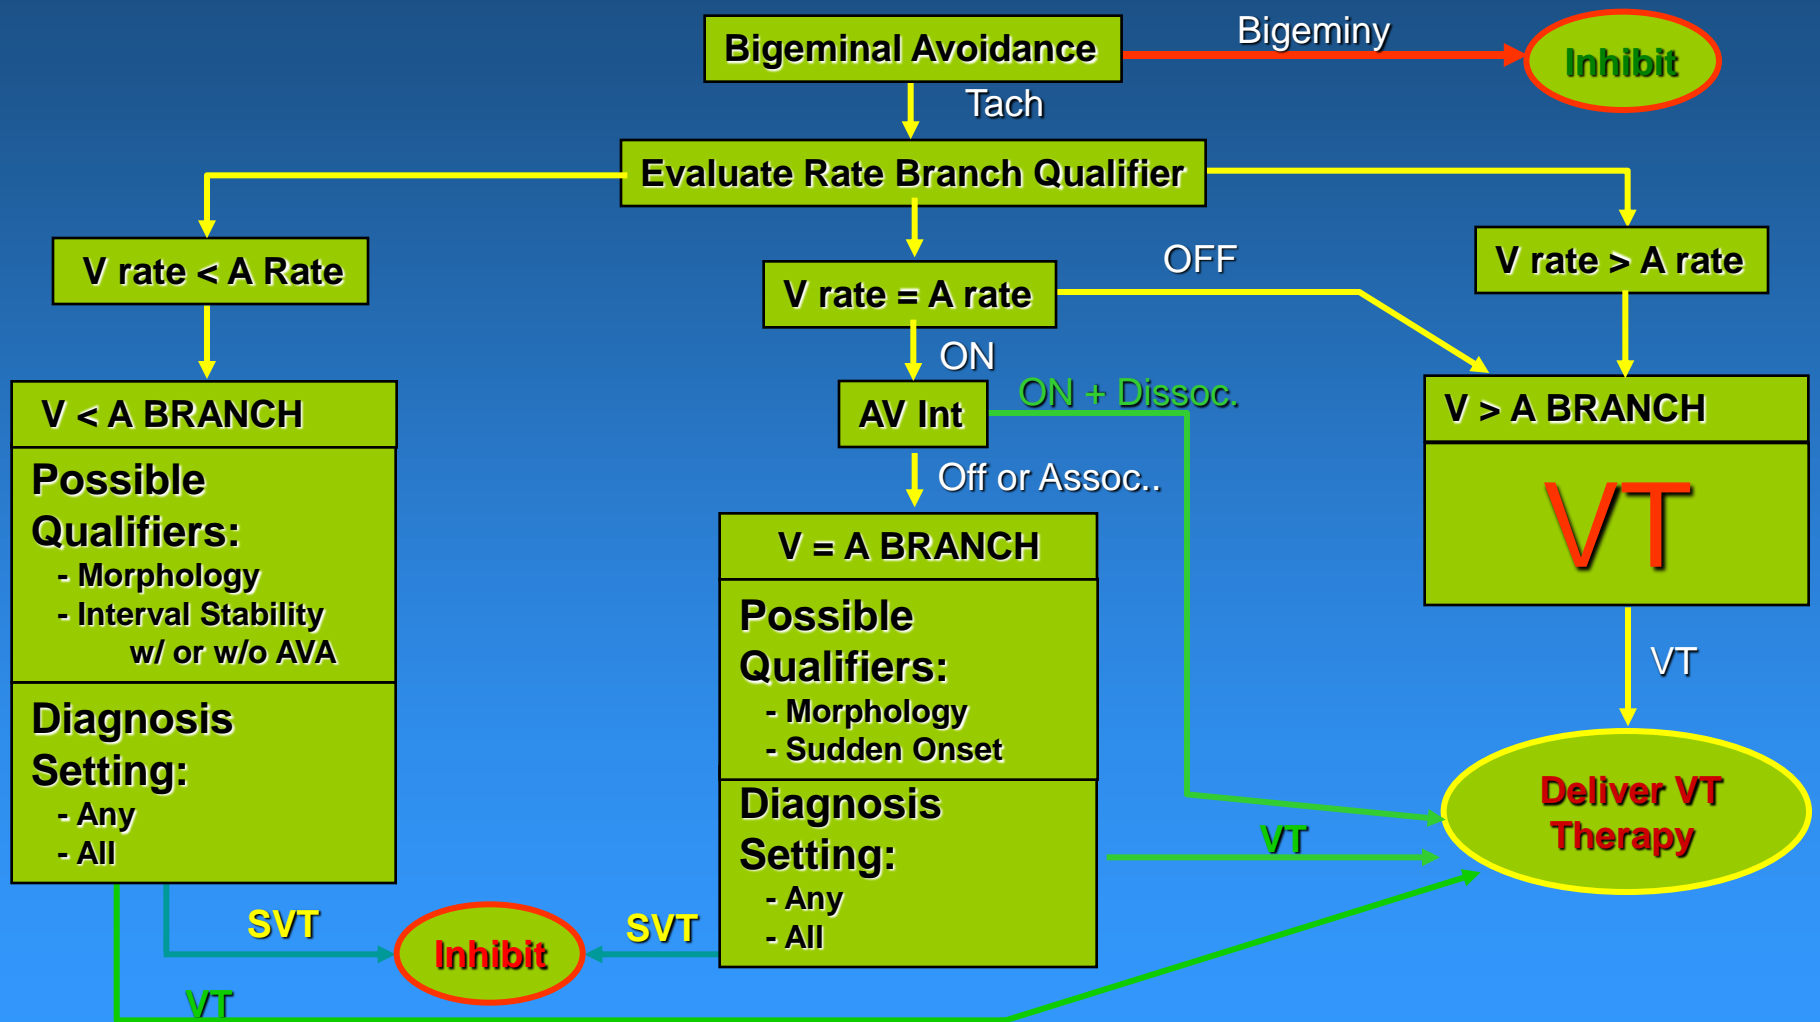 Bigeminal Avoidance
Bigeminy
Inhibit
Tach
Evaluate Rate Branch Qualifier
V rate < A Rate
V rate = A rate
OFF
V rate > A rate
ON
V < A BRANCH
Possible
Qualifiers:
- Morphology
- Interval Stability
w/ or w/o AVA
Diagnosis
Setting:
- Any
- All
AV Int
ON + Dissoc.
Off or Assoc..
V = A BRANCH
Possible
Qualifiers:
- Morphology
- Sudden Onset
Diagnosis
Setting:
- Any
- All
V > A BRANCH
VT
VT
Deliver VT
Therapy
VT
SVT
Inhibit
SVT
VT